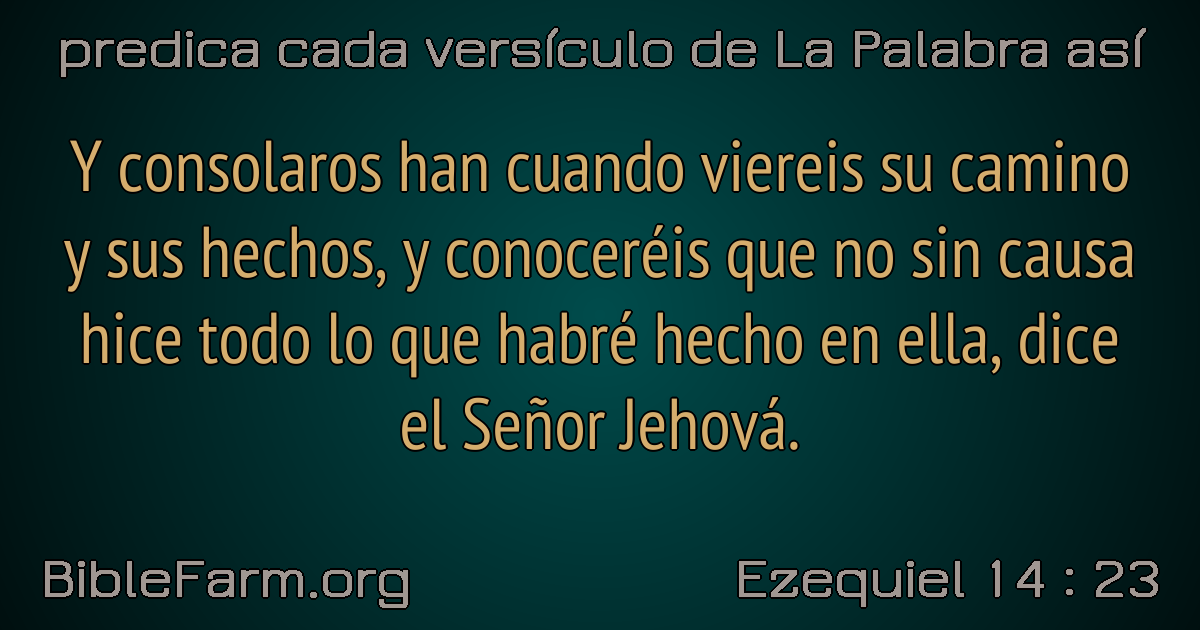 predica cada versículo de La Palabra así
Y consolaros han cuando viereis su camino
y sus hechos, y conoceréis que no sin causa
hice todo lo que habré hecho en ella, dice
el Señor Jehová.
BibleFarm.org
Ezequiel 14 : 23